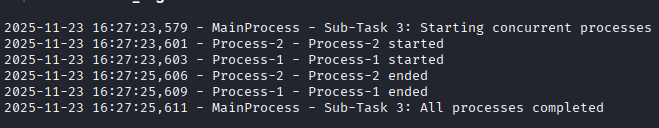 2025-11-23 16:27:23,579 - MainProcess - Sub-Task 3: Starting concurrent processes
2025-11-23 16:27:23,601 - Process-2 - Process-2 started
2025-11-23 16:27:23,603 - Process-1 - Process-1 started
2025-11-23 16:27:25,606 - Process-2 - Process-2 ended
2025-11-23 16:27:25,609 - Process-1 - Process-1 ended
2025-11-23 16:27:25,611 - MainProcess - Sub-Task 3: All processes completed